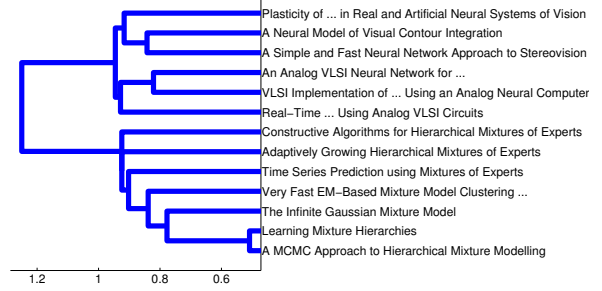 Plasticity of ... in Real and Artificial Neural Systems of Vision
A Neural Model of Visual Contour Integration
A Simple and Fast Neural Network Approach to Stereovision
An Analog VLSI Neural Network for ...
VLSI Implementation of ... Using an Analog Neural Computer
Real−Time ... Using Analog VLSI Circuits
Constructive Algorithms for Hierarchical Mixtures of Experts
Adaptively Growing Hierarchical Mixtures of Experts
Time Series Prediction using Mixtures of Experts
Very Fast EM−Based Mixture Model Clustering ...
The Infinite Gaussian Mixture Model
Learning Mixture Hierarchies
A MCMC Approach to Hierarchical Mixture Modelling
1.2 1 0.8 0.6